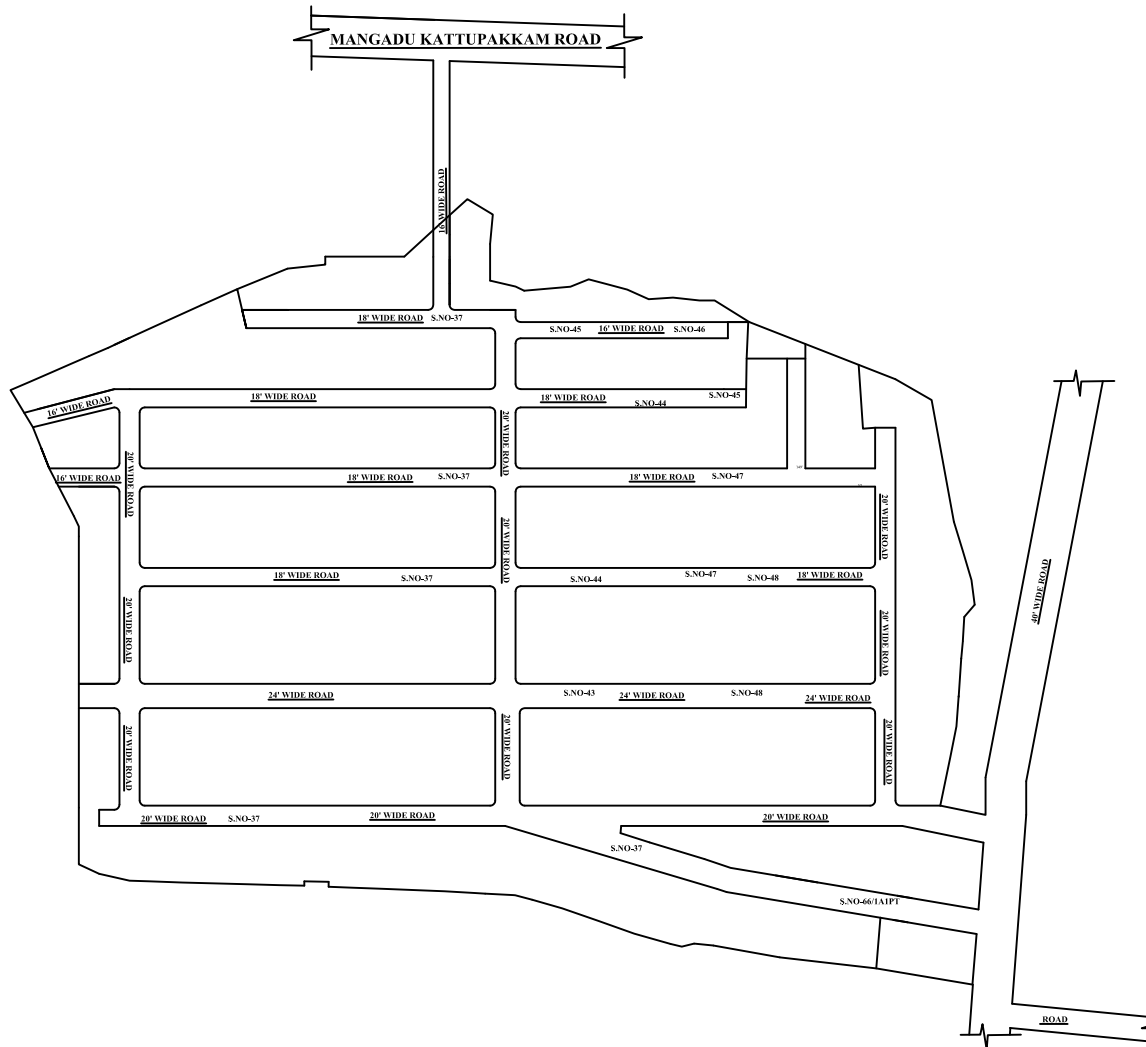 MANGADU KATTUPAKKAM ROAD
16' WIDE ROAD
18' WIDE ROAD S.NO-37
S.NO-45 16' WIDE ROAD S.NO-46
16' WIDE ROAD
18' WIDE ROAD
18' WIDE ROAD
S.NO-44
S.NO-45
20' WIDE ROAD
20' WIDE ROAD
16' WIDE ROAD
18' WIDE ROAD S.NO-37
18' WIDE ROAD S.NO-47
20' WIDE ROAD
20' WIDE ROAD
40' WIDE ROAD
18' WIDE ROAD S.NO-37
S.NO-44
S.NO-47
S.NO-48
18' WIDE ROAD
20' WIDE ROAD
20' WIDE ROAD
24' WIDE ROAD
S.NO-43
24' WIDE ROAD
S.NO-48
24' WIDE ROAD
20' WIDE ROAD
20' WIDE ROAD
20' WIDE ROAD
20' WIDE ROAD S.NO-37
20' WIDE ROAD
20' WIDE ROAD
S.NO-37
S.NO-66/1A1PT
ROAD